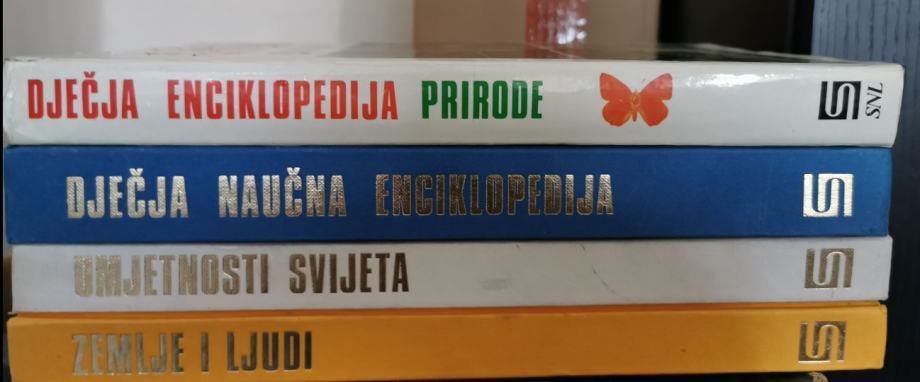 DJEČJA ENCIKLOPEDIJA PRIRODE SNL
DJEČJA NAUČNA ENCIKLOPEDIJA
UMJETNOSTI SVIJETA
ZEMLJE I LJUDI